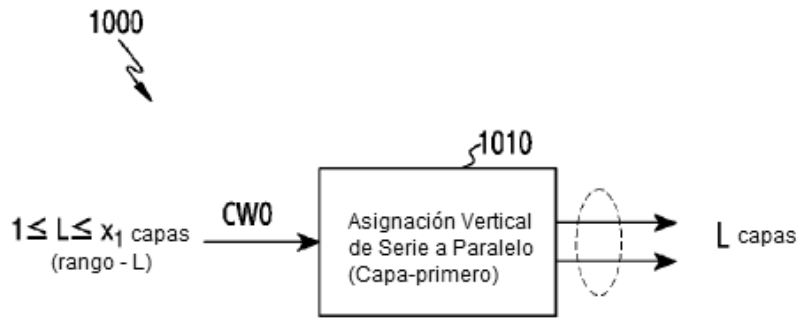 1000
1010
1≤ L≤ x₁ capas
(rango - L)
CW0
Asignación Vertical
de Serie a Paralelo
(Capa-primero)
L capas